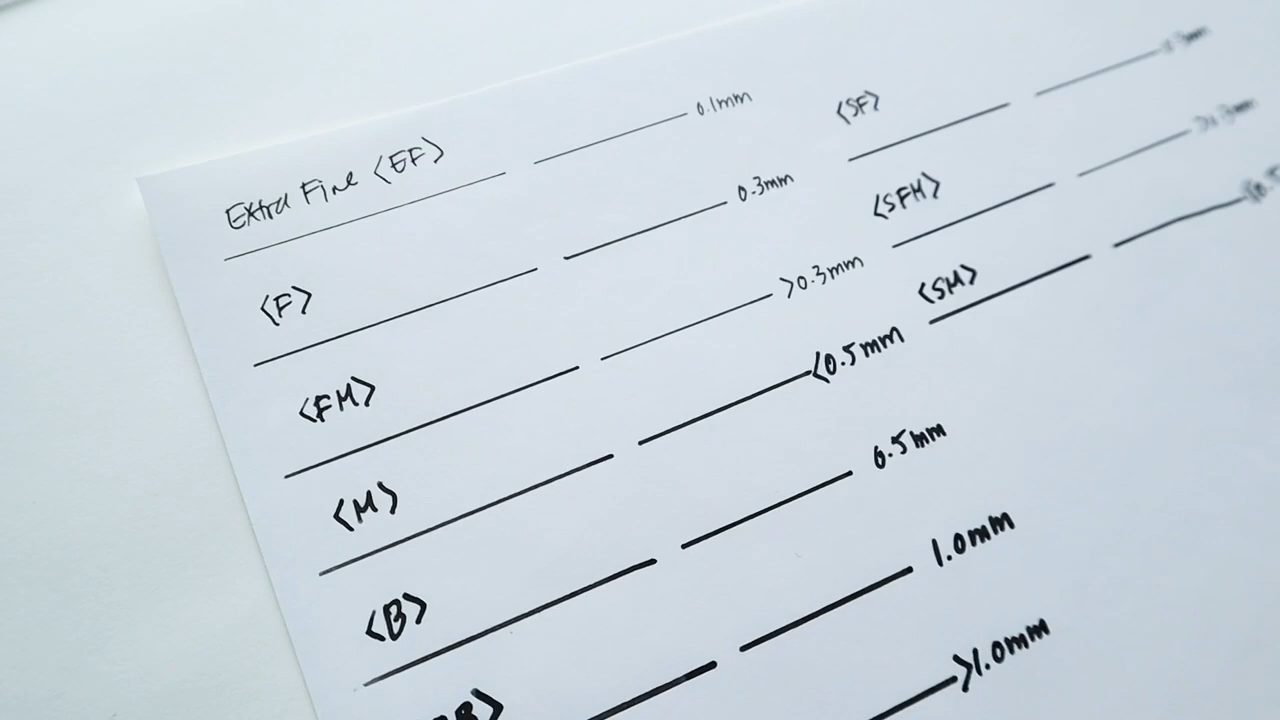 Extra Fine <EF> 0.1mm
<F> 0.3mm
<FM> >0.3mm
<M> <0.5mm
<B> 0.5mm
1.0mm
>1.0mm
<SF>
<SFM>
<SM>